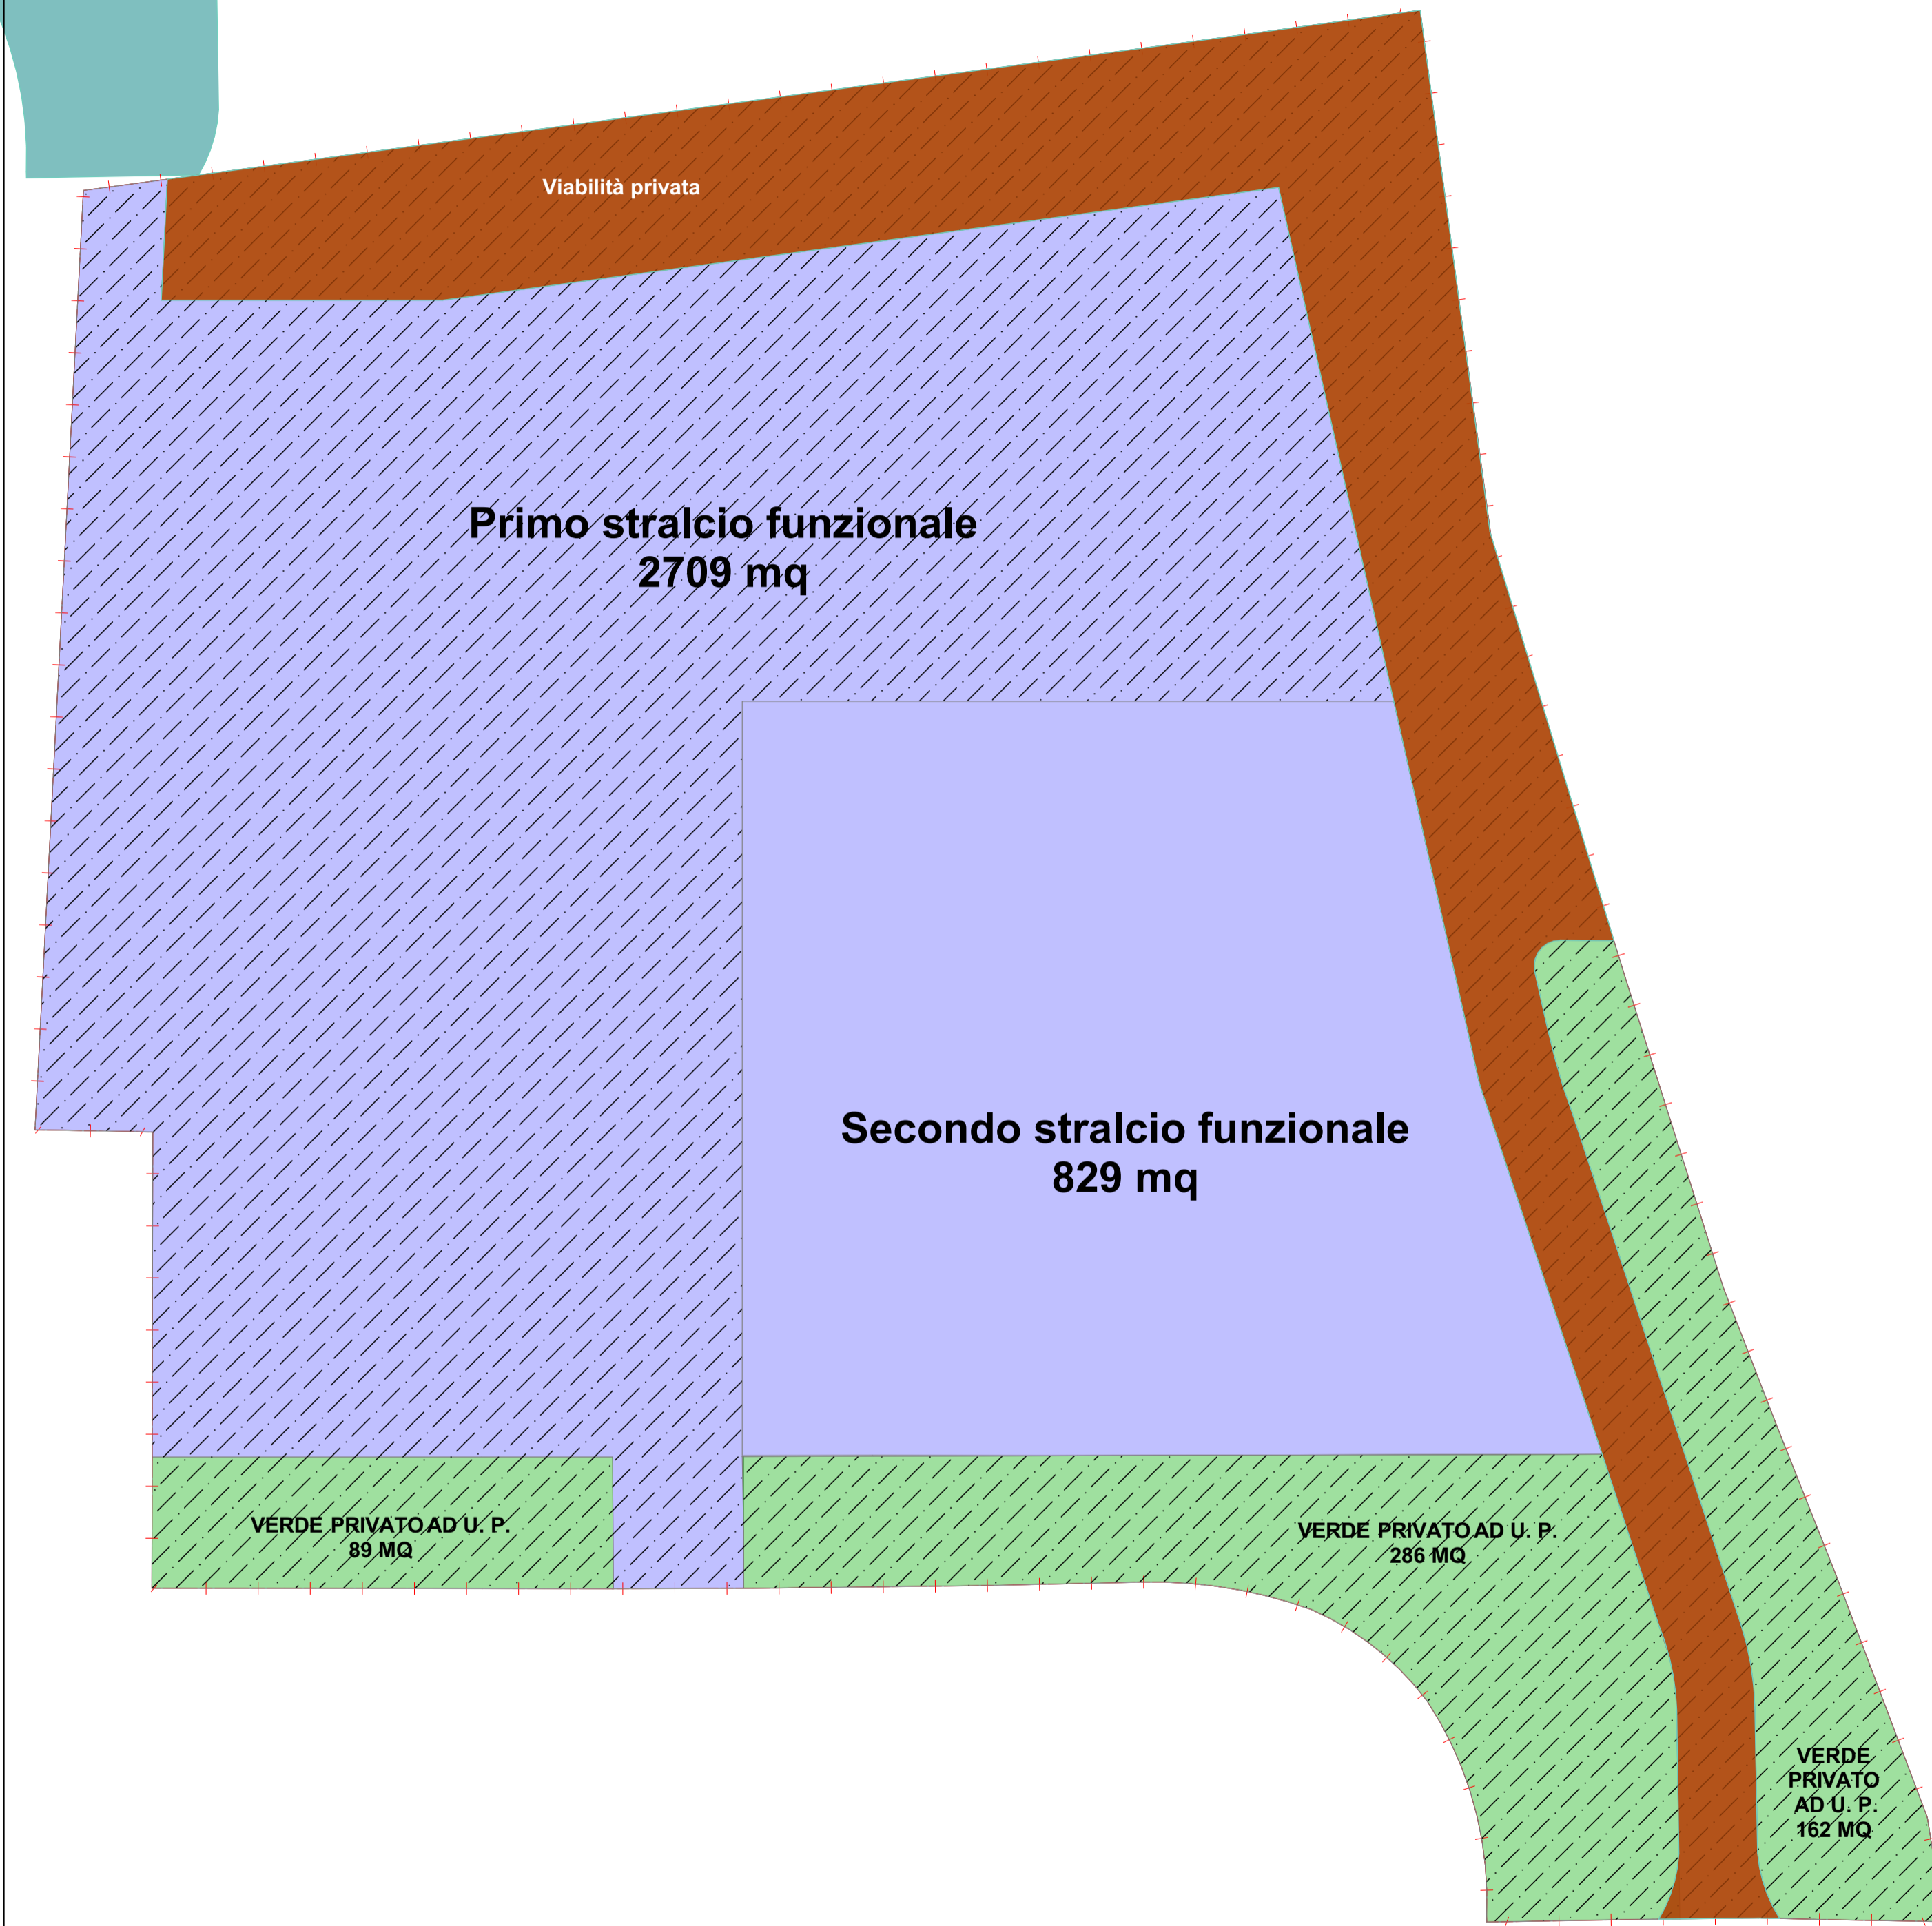 Viabilità privata
Primo stralcio funzionale
2709 mq
Secondo stralcio funzionale
829 mq
VERDE PRIVATO AD U. P.
89 MQ
VERDE PRIVATO AD U. P.
286 MQ
VERDE
PRIVATO
AD U. P.
162 MQ